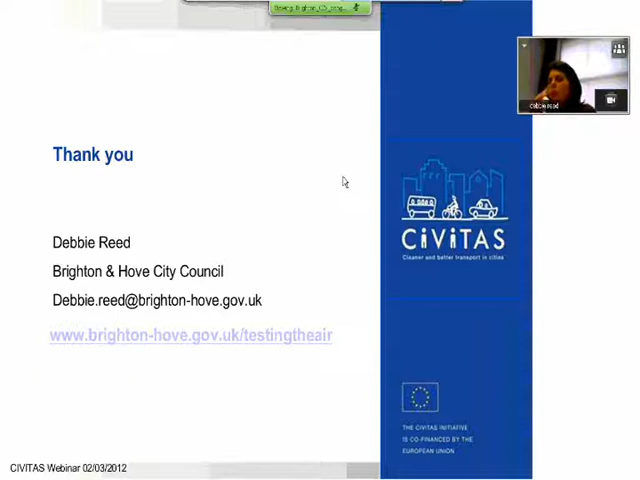 Thank you
debbie reed
Debbie Reed
Brighton & Hove City Council
Debbie.reed@brighton-hove.gov.uk
www.brighton-hove.gov.uk/testingtheair
CIVITAS
Cleaner and better transport in cities
THE CIVITAS INITIATIVE
IS CO-FINANCED BY THE
EUROPEAN UNION
CIVITAS Webinar 02/03/2012